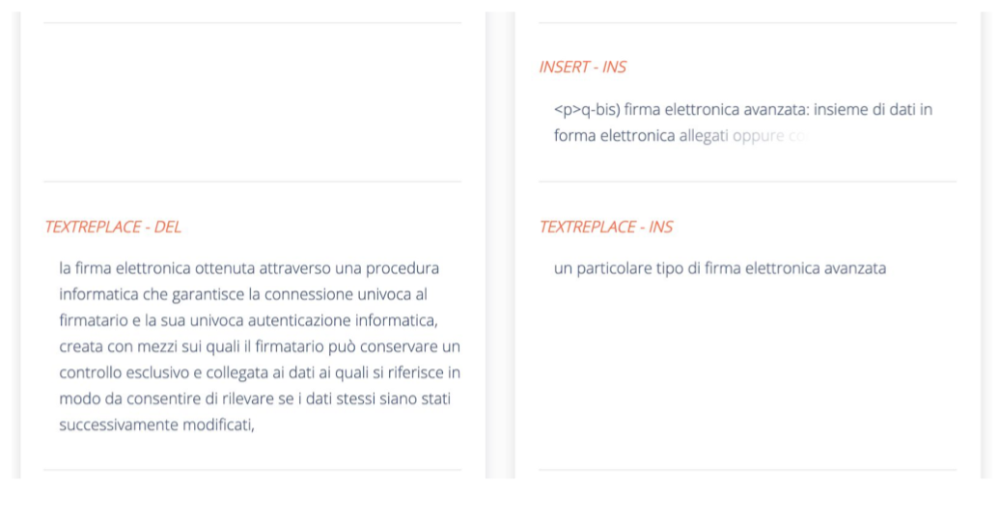 INSERT - INS
<p>q-bis) firma elettronica avanzata: insieme di dati in
forma elettronica allegati oppure
TEXTREPLACE - DEL
la firma elettronica ottenuta attraverso una procedura
informatica che garantisce la connessione univoca al
firmatario e la sua univoca autenticazione informatica,
creata con mezzi sui quali il firmatario può conservare un
controllo esclusivo e collegata ai dati ai quali si riferisce in
modo da consentire di rilevare se i dati stessi siano stati
successivamente modificati,
TEXTREPLACE - INS
un particolare tipo di firma elettronica avanzata